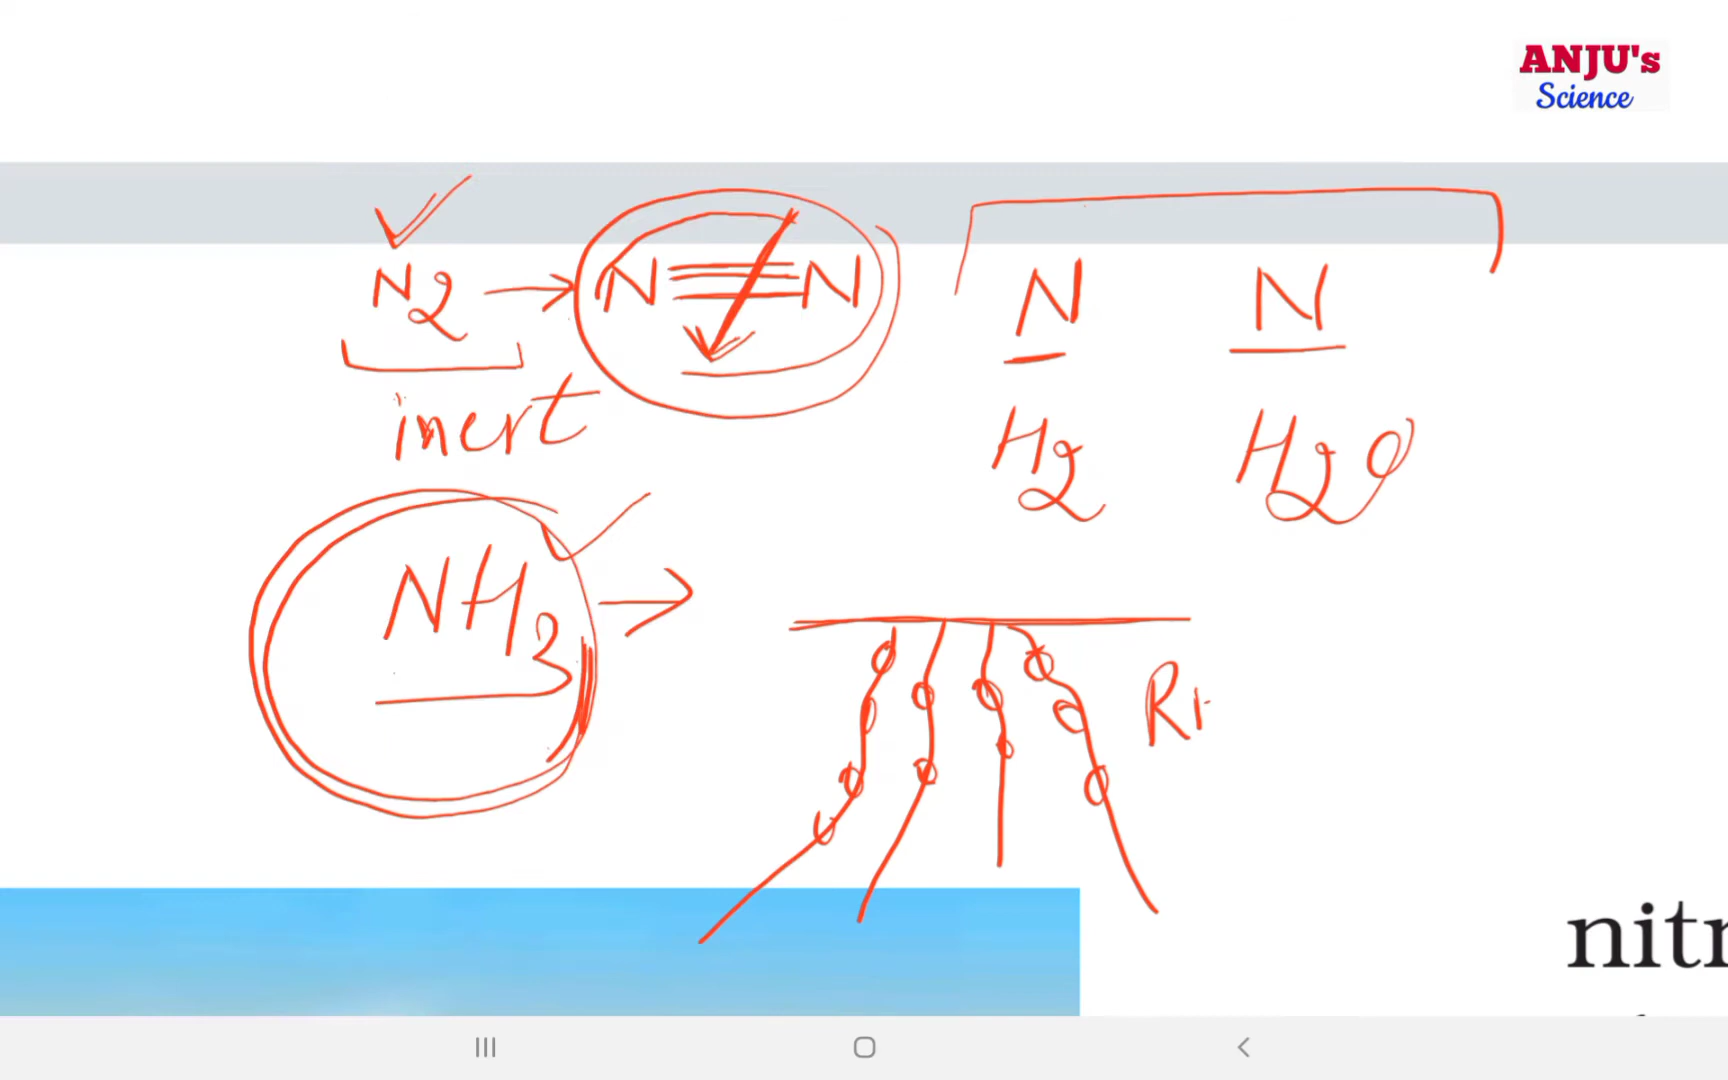 ANJU's
Science
N2 → N≡N N N
inert H2 H2O
NH3 →
Ri
nitr